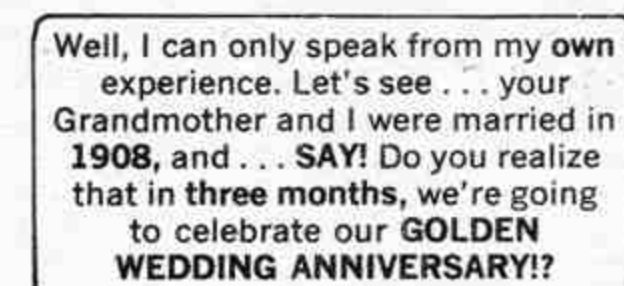 Well, I can only speak from my own
experience. Let's see . . . your
Grandmother and I were married in
1908, and . . . SAY! Do you realize
that in three months, we're going
to celebrate our GOLDEN
WEDDING ANNIVERSARY!?